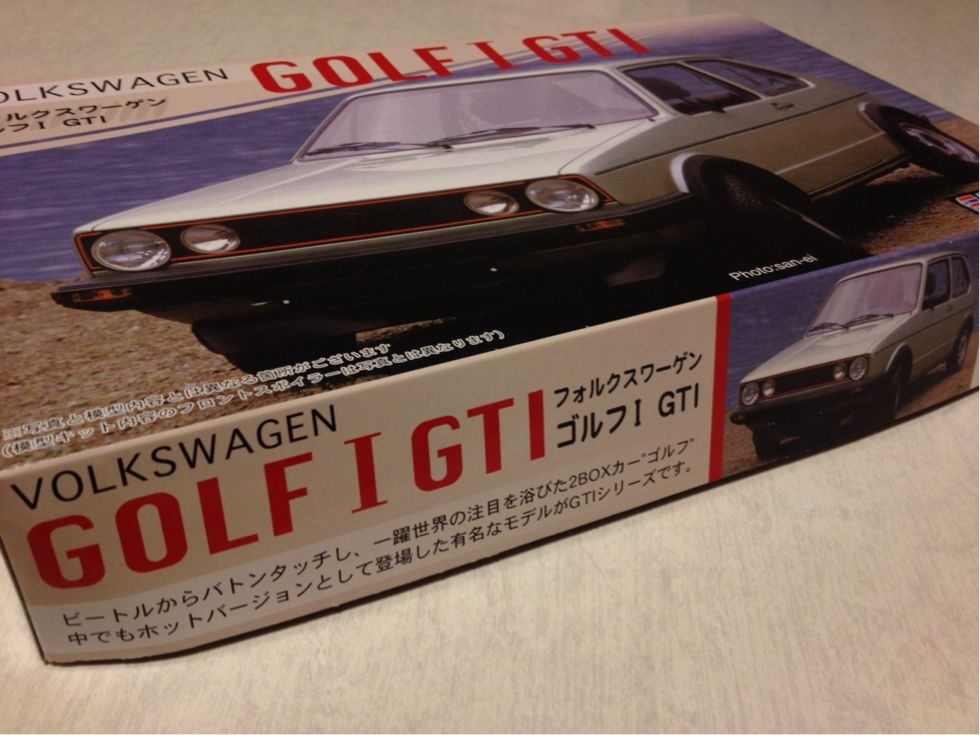 OLKSWAGEN GOLF I GTI
ォルクスワーゲン
ルフI GTI
Photo:san-ei
※写真と模型内容とは異なる箇所がございます
(模型キット内容のフロントスポイラーは写真とは異なります)
VOLKSWAGEN
GOLF I GTI
フォルクスワーゲン
ゴルフI GTI
ビートルからバトンタッチし、一躍世界の注目を浴びた2BOXカー"ゴルフ"
中でもホットバージョンとして登場した有名なモデルがGTIシリーズです。